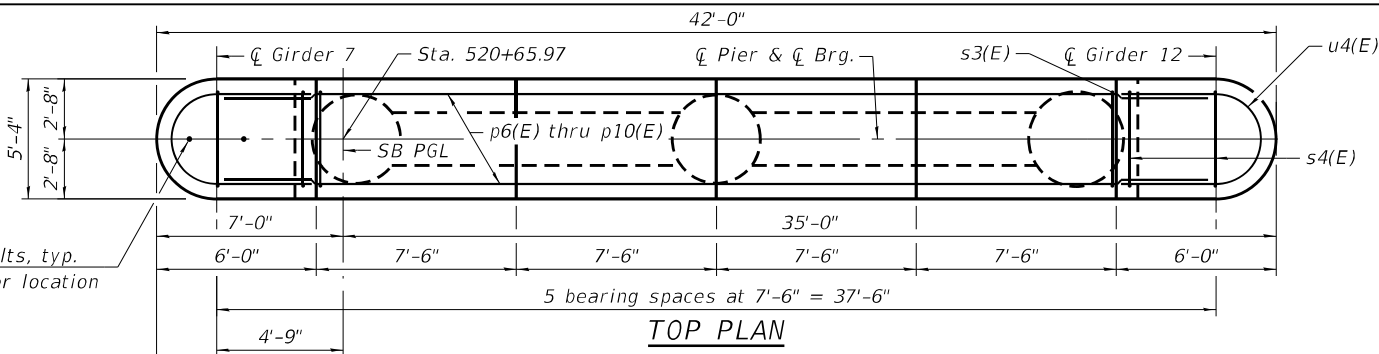 42'-0"
℄ Girder 7
Sta. 520+65.97
℄ Pier & ℄ Brg.
s3(E)
℄ Girder 12
u4(E)
5'-4"
2'-8"
2'-8"
p6(E) thru p10(E)
SB PGL
s4(E)
7'-0"
35'-0"
lts, typ.
r location
6'-0"
7'-6"
7'-6"
7'-6"
7'-6"
6'-0"
5 bearing spaces at 7'-6" = 37'-6"
4'-9"
TOP PLAN